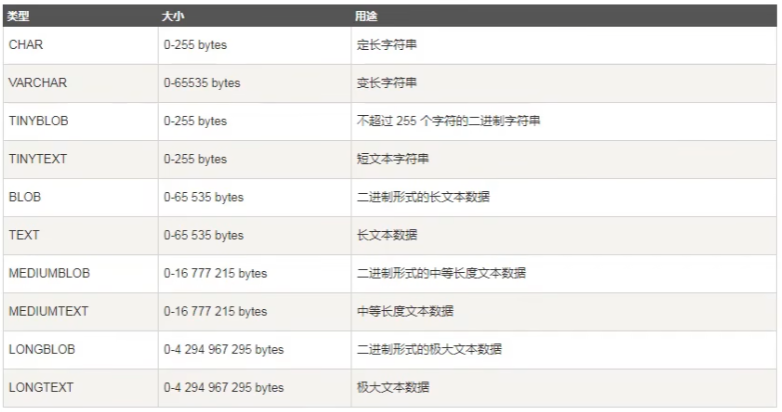 类型 大小 用途
CHAR 0-255 bytes 定长字符串
VARCHAR 0-65535 bytes 变长字符串
TINYBLOB 0-255 bytes 不超过 255 个字符的二进制字符串
TINYTEXT 0-255 bytes 短文本字符串
BLOB 0-65 535 bytes 二进制形式的长文本数据
TEXT 0-65 535 bytes 长文本数据
MEDIUMBLOB 0-16 777 215 bytes 二进制形式的中等长度文本数据
MEDIUMTEXT 0-16 777 215 bytes 中等长度文本数据
LONGBLOB 0-4 294 967 295 bytes 二进制形式的极大文本数据
LONGTEXT 0-4 294 967 295 bytes 极大文本数据